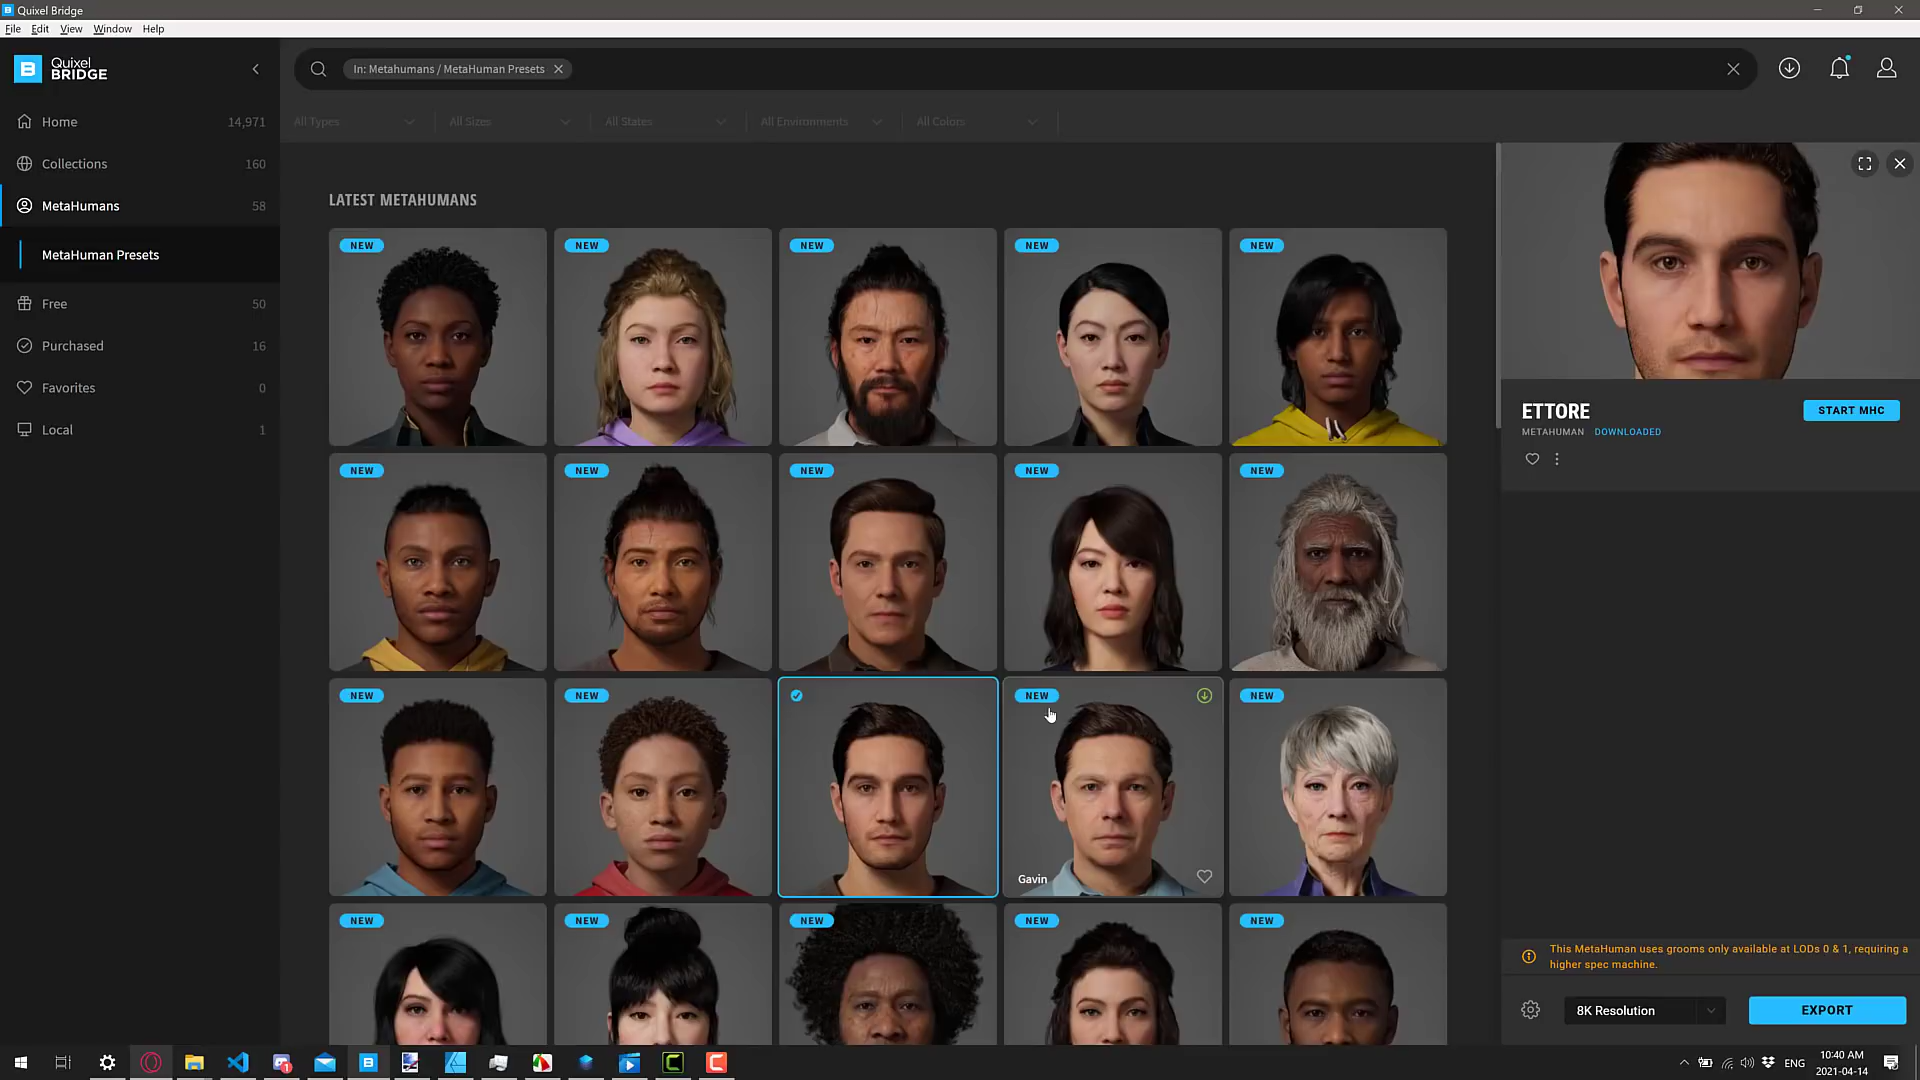 Quixel Bridge
File Edit View Window Help
Quixel
BRIDGE
In: Metahumans / MetaHuman Presets
Home 14,971
All Types All Sizes All States All Environments All Colors
Collections 160
MetaHumans 58
MetaHuman Presets
Free 50
Purchased 16
Favorites 0
Local 1
LATEST METAHUMANS
NEW NEW NEW NEW NEW
NEW NEW NEW NEW NEW
NEW NEW NEW NEW
Gavin
NEW NEW NEW NEW NEW
ETTORE
START MHC
METAHUMAN DOWNLOADED
This MetaHuman uses grooms only available at LODs 0 & 1, requiring a
higher spec machine.
8K Resolution
EXPORT
ENG
10:40 AM
2021-04-14